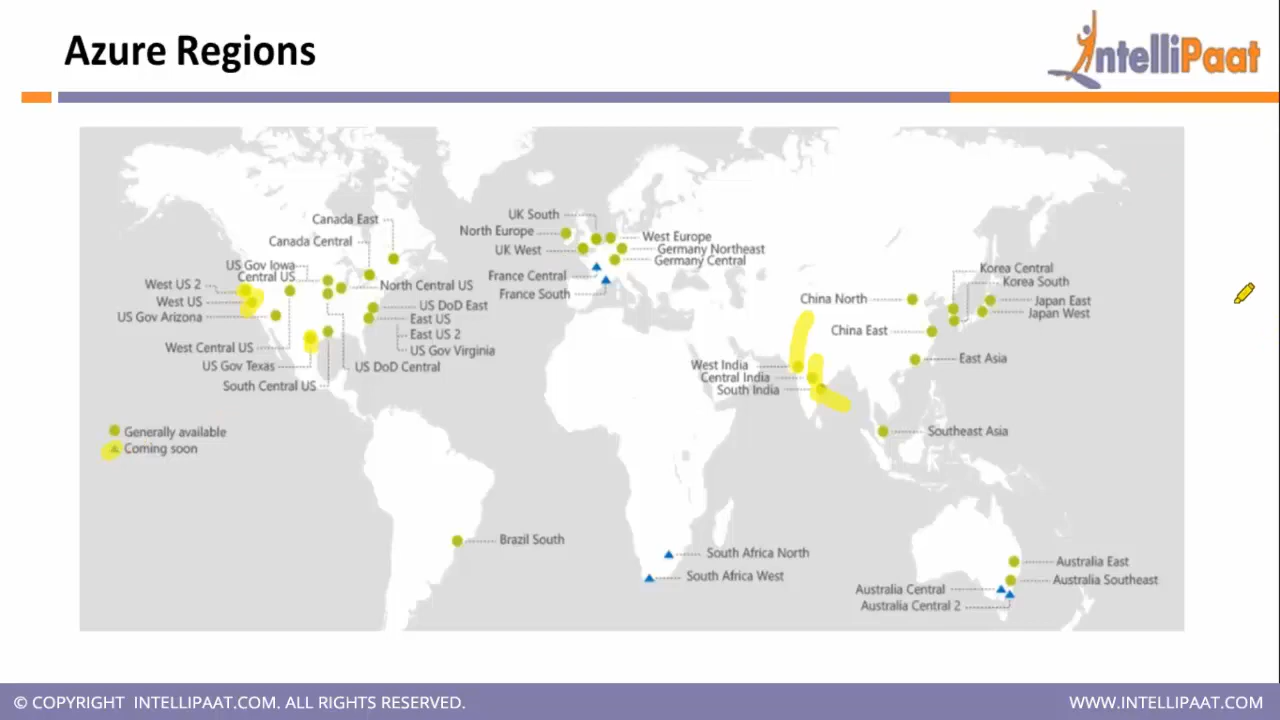 Azure Regions
IntelliPaat
Canada East
Canada Central
US Gov Iowa
Central US
West US 2
West US
US Gov Arizona
North Central US
US DoD East
East US
East US 2
US Gov Virginia
West Central US
US Gov Texas
US DoD Central
South Central US
UK South
North Europe
UK West
West Europe
Germany Northeast
Germany Central
France Central
France South
Korea Central
Korea South
China North
Japan East
Japan West
China East
East Asia
West India
Central India
South India
Southeast Asia
Generally available
Coming soon
Brazil South
South Africa North
South Africa West
Australia East
Australia Southeast
Australia Central
Australia Central 2
© COPYRIGHT INTELLIPAAT.COM. ALL RIGHTS RESERVED.
WWW.INTELLIPAAT.COM